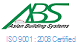 ABS
Asian Building Systems
ISO 9001 : 2008 Certified